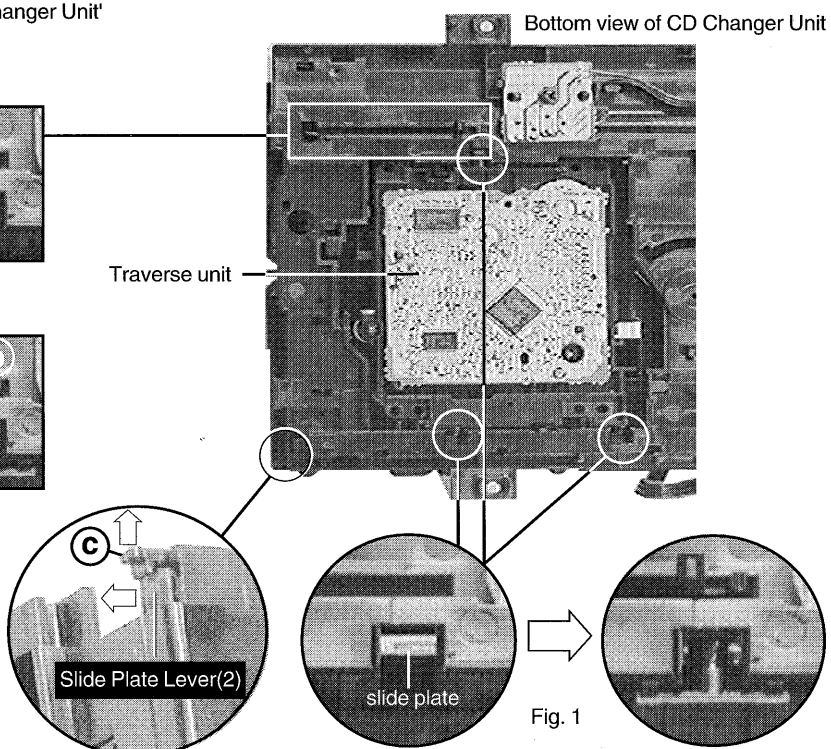 hanger Unit'
Bottom view of CD Changer Unit
Traverse unit
C
Slide Plate Lever(2)
slide plate
Fig. 1